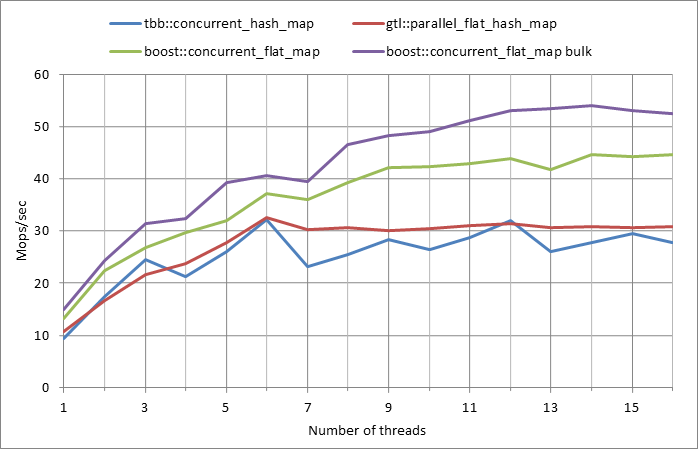 tbb::concurrent_hash_map gtl::parallel_flat_hash_map
boost::concurrent_flat_map boost::concurrent_flat_map bulk
60
50
40
30
20
10
0
Mops/sec
1 3 5 7 9 11 13 15
Number of threads